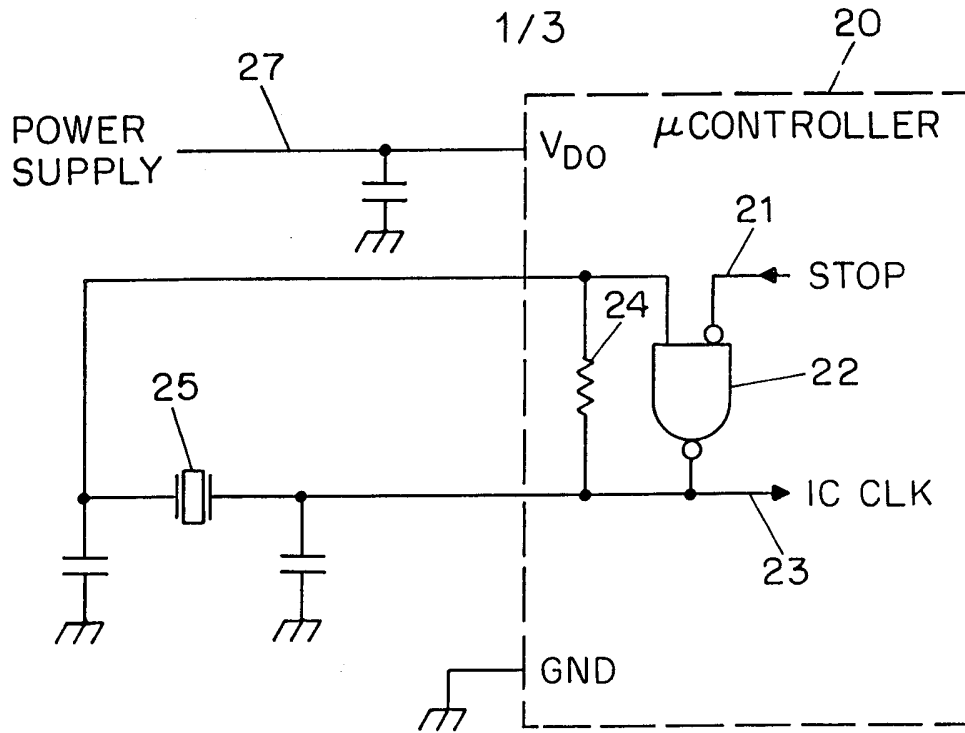 1/3
20
27
POWER
SUPPLY
V_DO
μCONTROLLER
21
STOP
24
22
25
IC CLK
23
GND